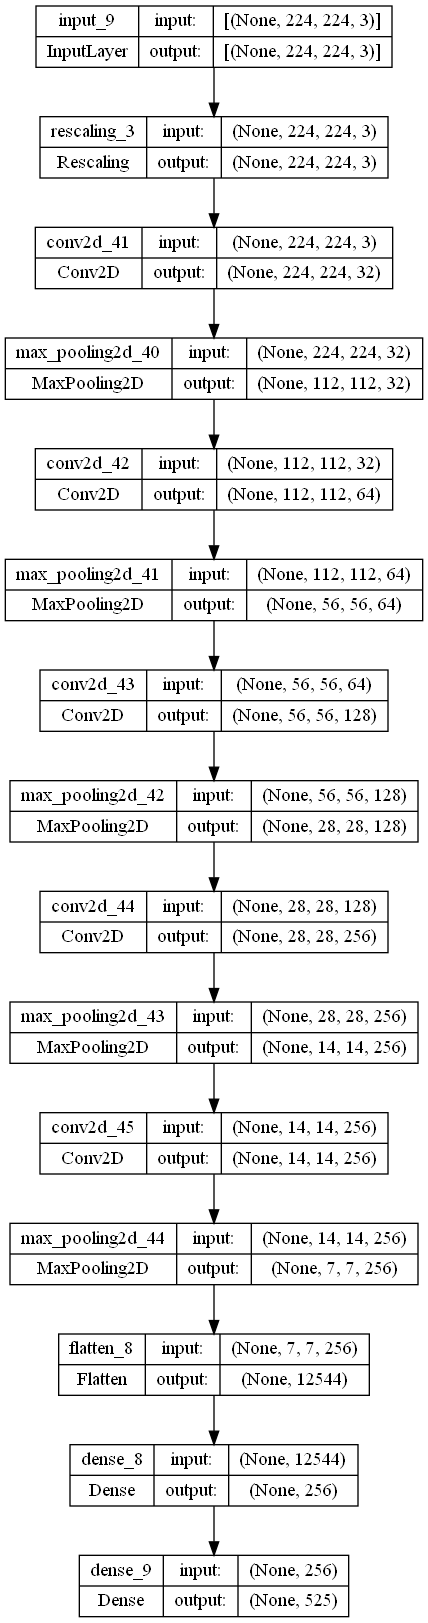 input_9 input: [(None, 224, 224, 3)]
InputLayer output: [(None, 224, 224, 3)]
rescaling_3 input: (None, 224, 224, 3)
Rescaling output: (None, 224, 224, 3)
conv2d_41 input: (None, 224, 224, 3)
Conv2D output: (None, 224, 224, 32)
max_pooling2d_40 input: (None, 224, 224, 32)
MaxPooling2D output: (None, 112, 112, 32)
conv2d_42 input: (None, 112, 112, 32)
Conv2D output: (None, 112, 112, 64)
max_pooling2d_41 input: (None, 112, 112, 64)
MaxPooling2D output: (None, 56, 56, 64)
conv2d_43 input: (None, 56, 56, 64)
Conv2D output: (None, 56, 56, 128)
max_pooling2d_42 input: (None, 56, 56, 128)
MaxPooling2D output: (None, 28, 28, 128)
conv2d_44 input: (None, 28, 28, 128)
Conv2D output: (None, 28, 28, 256)
max_pooling2d_43 input: (None, 28, 28, 256)
MaxPooling2D output: (None, 14, 14, 256)
conv2d_45 input: (None, 14, 14, 256)
Conv2D output: (None, 14, 14, 256)
max_pooling2d_44 input: (None, 14, 14, 256)
MaxPooling2D output: (None, 7, 7, 256)
flatten_8 input: (None, 7, 7, 256)
Flatten output: (None, 12544)
dense_8 input: (None, 12544)
Dense output: (None, 256)
dense_9 input: (None, 256)
Dense output: (None, 525)